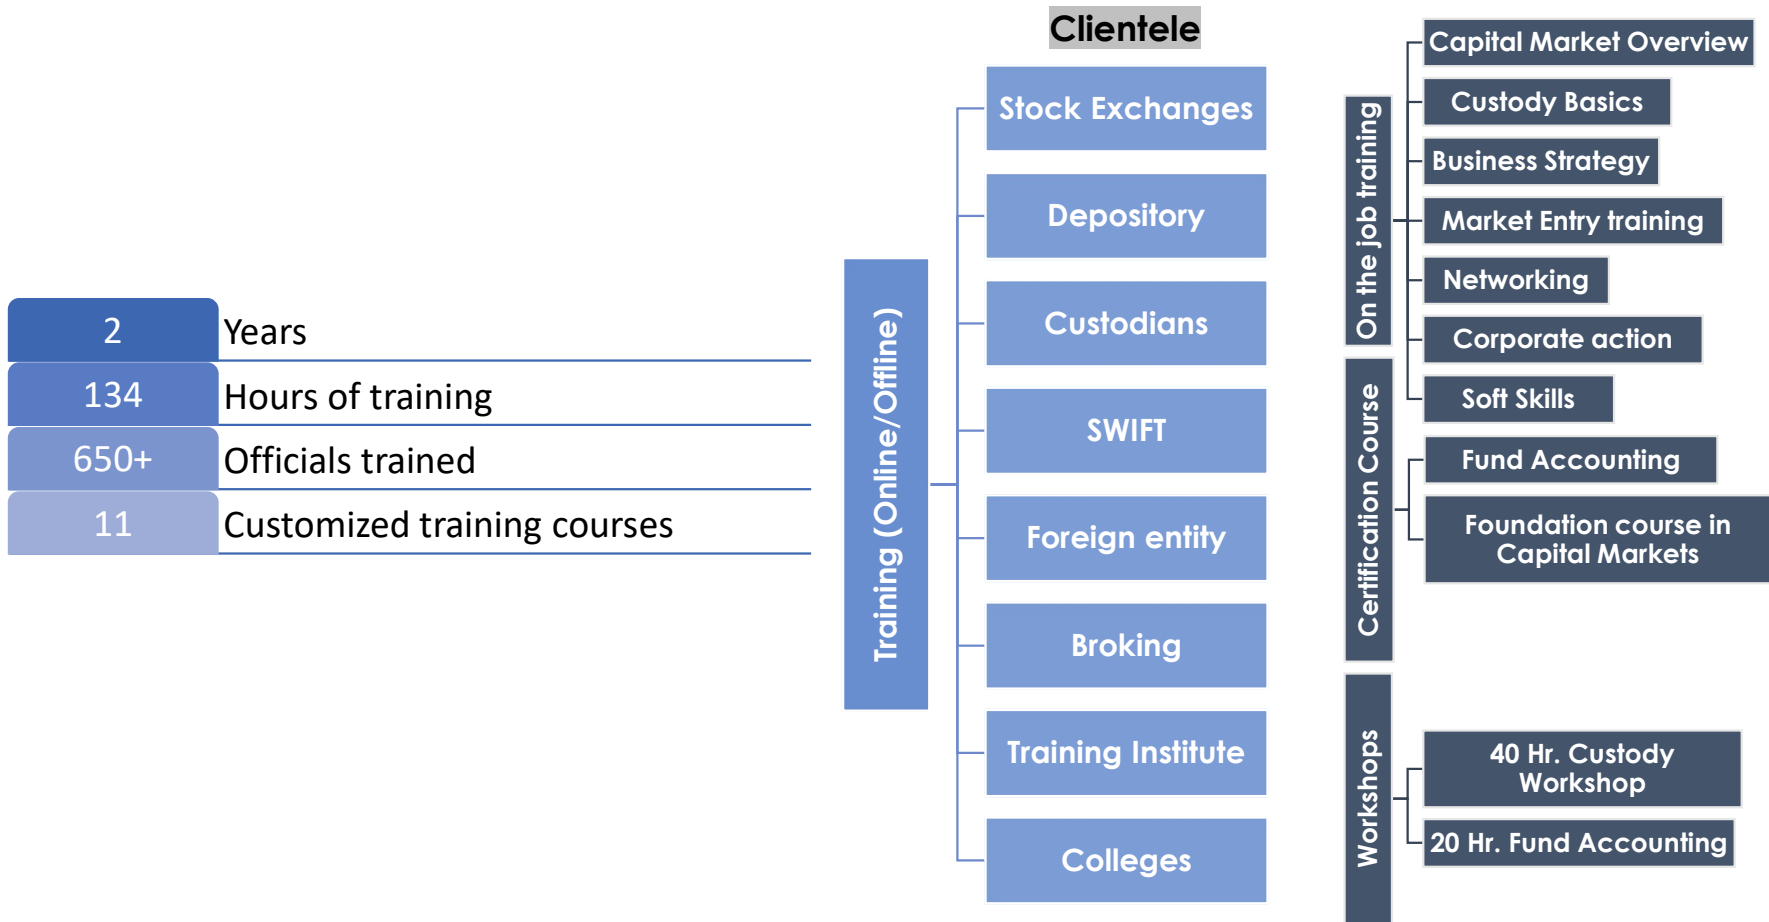 2
Years
134
Hours of training
650+
Officials trained
11
Customized training courses
Training (Online/Offline)
Clientele
Stock Exchanges
Depository
Custodians
SWIFT
Foreign entity
Broking
Training Institute
Colleges
On the job training
Capital Market Overview
Custody Basics
Business Strategy
Market Entry training
Networking
Corporate action
Soft Skills
Certification Course
Fund Accounting
Foundation course in
Capital Markets
Workshops
40 Hr. Custody
Workshop
20 Hr. Fund Accounting